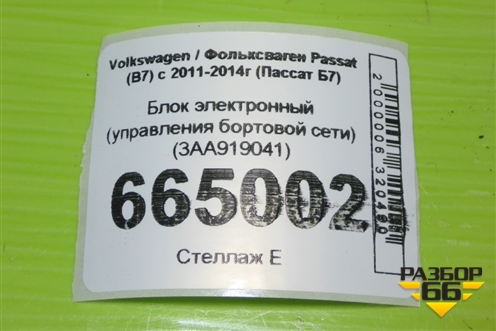 Volkswagen / Фольксваген Passat
(B7) с 2011-2014г (Пассат Б7)
Блок электронный
(управления бортовой сети)
(3AA919041)
665002
Стеллаж Е
2000006320490
РАЗБОР
66